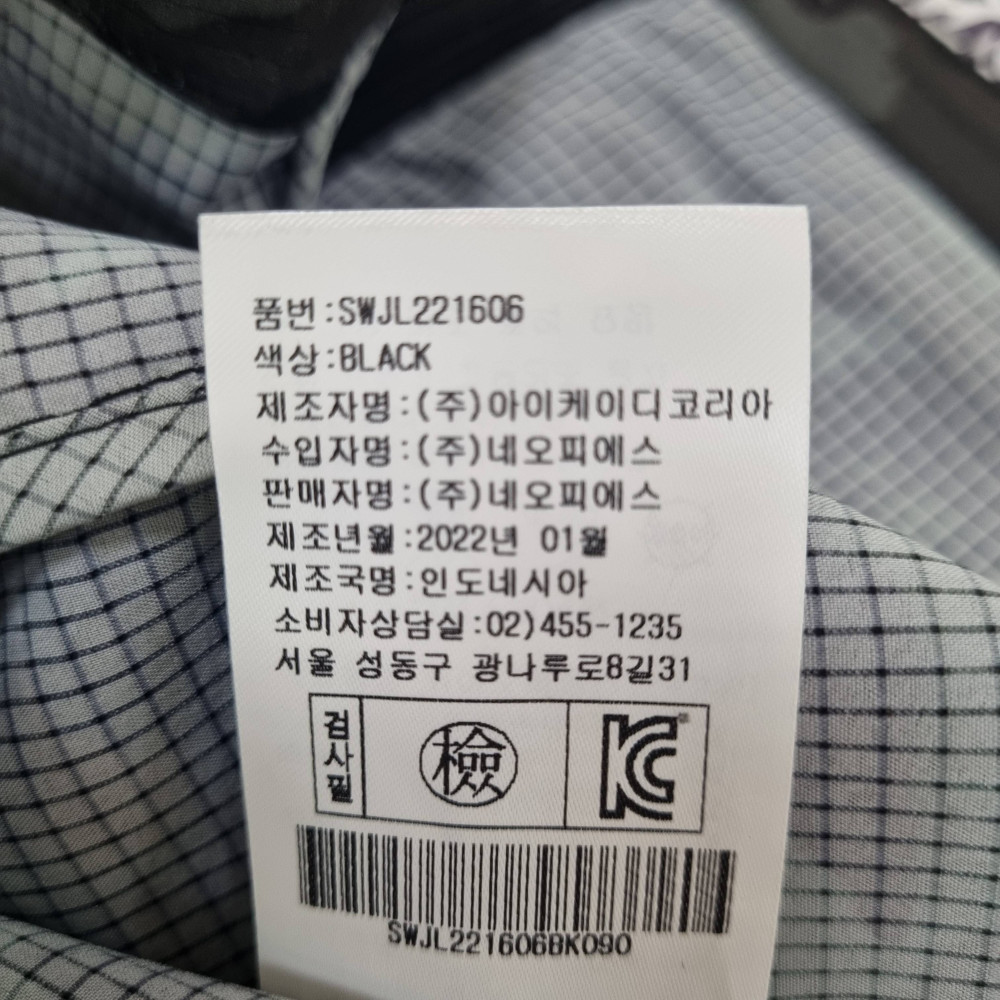 품번:SWJL221606
색상:BLACK
제조자명:(주)아이케이디코리아
수입자명:(주)네오피에스
판매자명:(주)네오피에스
제조년월:2022년 01월
제조국명:인도네시아
소비자상담실:02)455-1235
서울 성동구 광나루로8길31
검사필
檢
KC
SWJL221606BK090